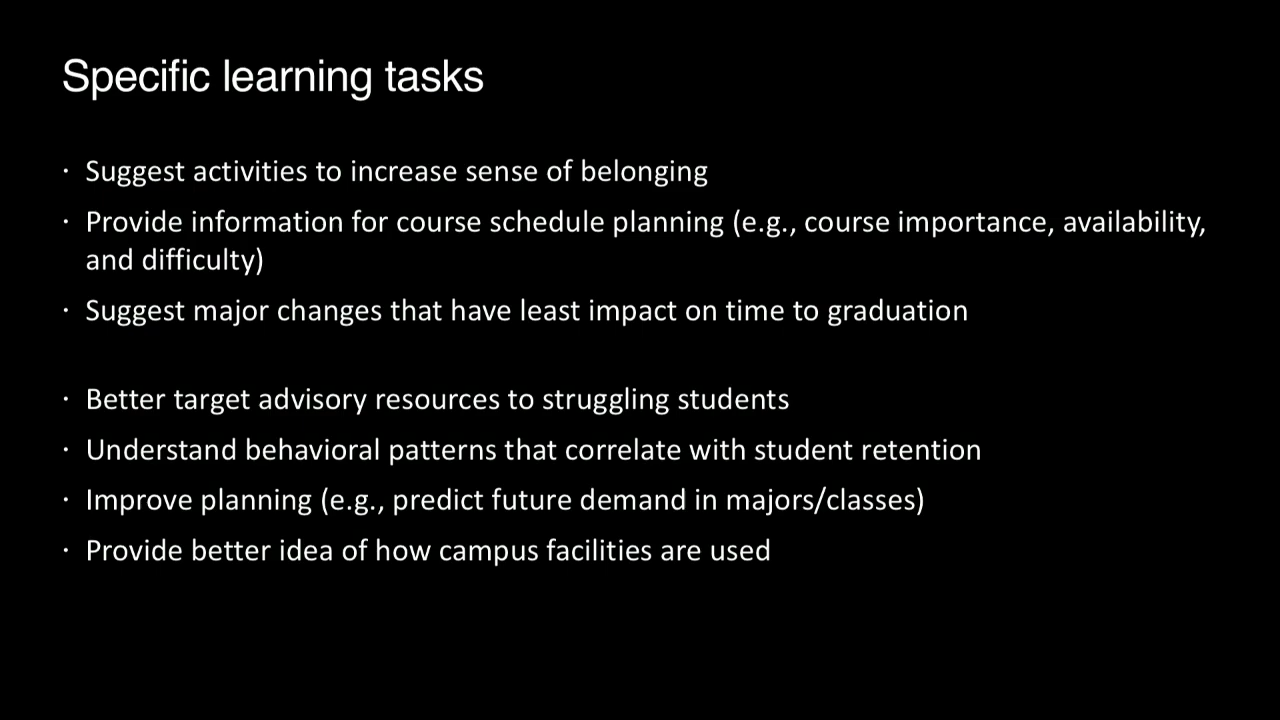 Specific learning tasks
· Suggest activities to increase sense of belonging
· Provide information for course schedule planning (e.g., course importance, availability,
and difficulty)
· Suggest major changes that have least impact on time to graduation
· Better target advisory resources to struggling students
· Understand behavioral patterns that correlate with student retention
· Improve planning (e.g., predict future demand in majors/classes)
· Provide better idea of how campus facilities are used